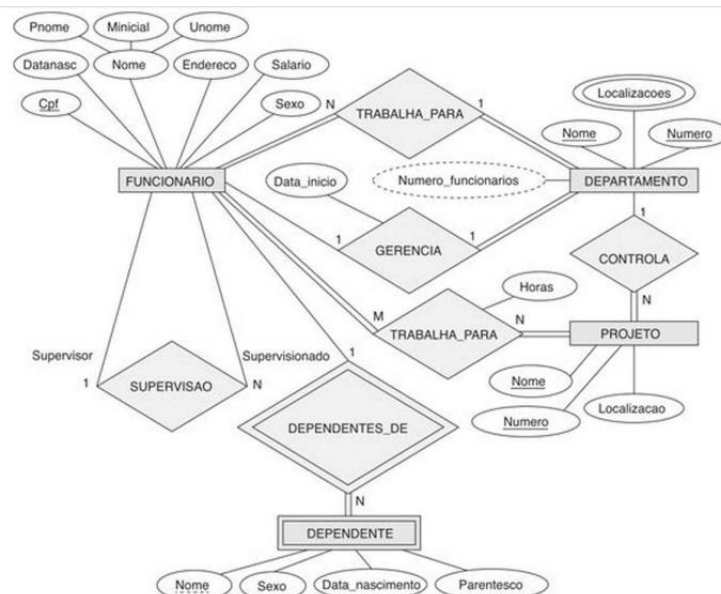 Pnome
Minicial
Unome
Datanasc
Nome
Endereco
Salario
Cpf
Sexo
N
TRABALHA_PARA
1
Localizacoes
Nome
Numero
FUNCIONARIO
Data_inicio
Numero_funcionarios
DEPARTAMENTO
1
GERENCIA
1
1
CONTROLA
N
Horas
M
TRABALHA_PARA
N
PROJETO
Supervisor
1
SUPERVISAO
Supervisionado
N
1
Nome
Numero
Localizacao
DEPENDENTES_DE
N
DEPENDENTE
Nome
Sexo
Data_nascimento
Parentesco